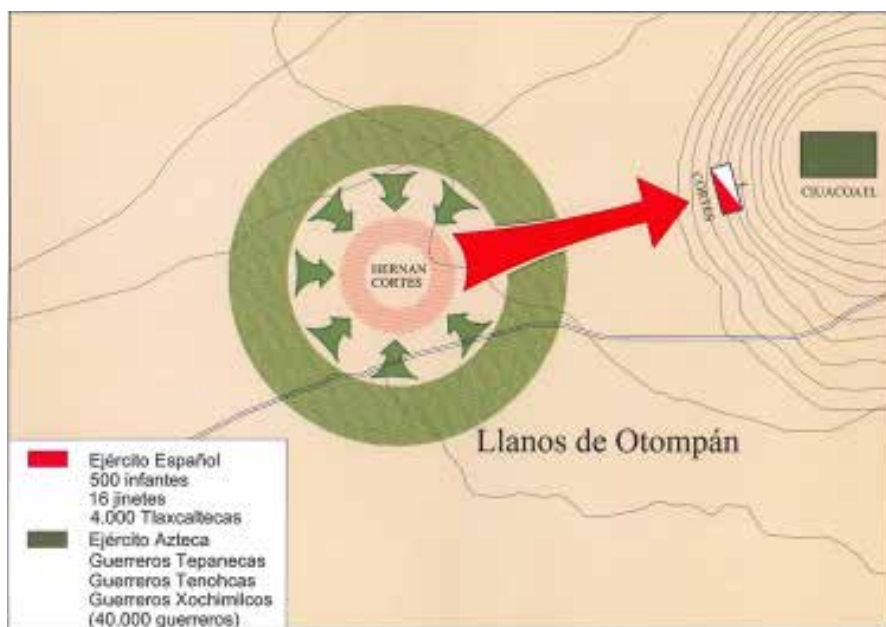 HERNAN
CORTES
CORTES
CIUACOATL
Llanos de Otompán
Ejército Español
500 infantes
16 jinetes
4.000 Tlaxcaltecas
Ejército Azteca
Guerreros Tepanecas
Guerreros Tenohcas
Guerreros Xochimilcos
(40.000 guerreros)